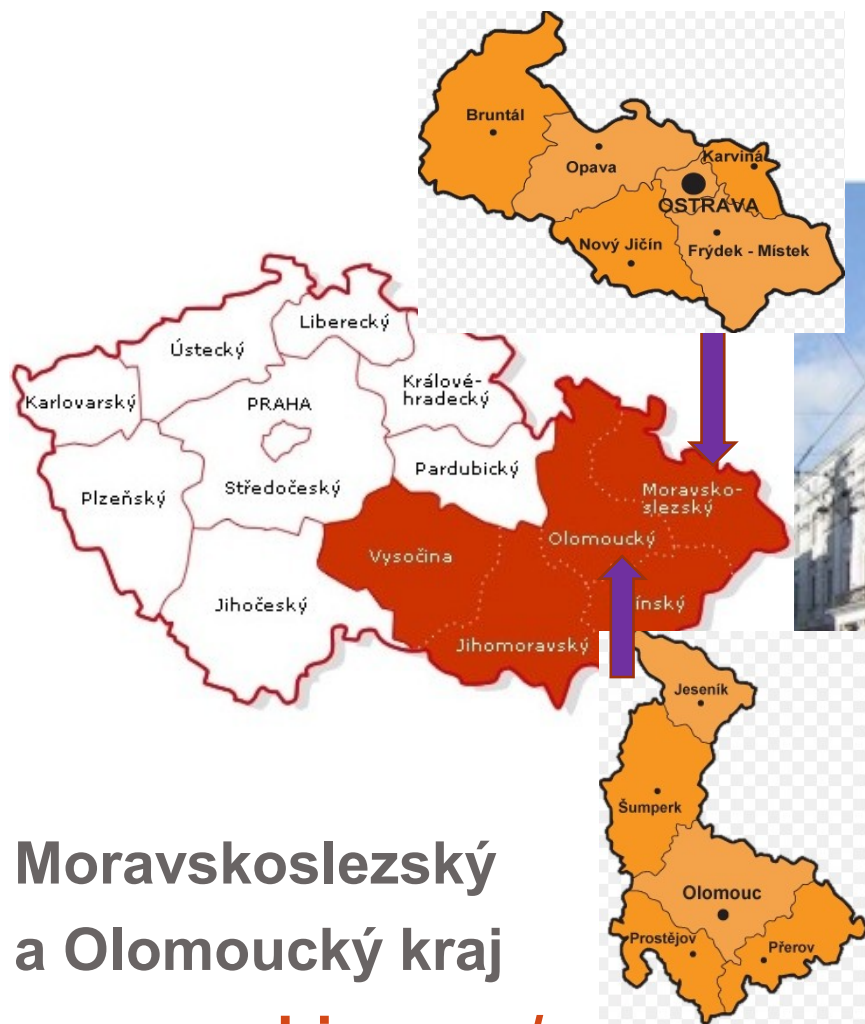 Bruntál
Opava
Karviná
OSTRAVA
Nový Jičín
Frýdek - Místek
Liberecký
Ústecký
Karlovarský
PRAHA
Králové-
hradecký
Plzeňský
Středočeský
Pardubický
Moravsko-
slezský
Olomoucký
Vysočina
ínský
Jihočeský
Jihomoravský
Jeseník
Šumperk
Olomouc
Prostějov
Přerov
Moravskoslezský
a Olomoucký kraj